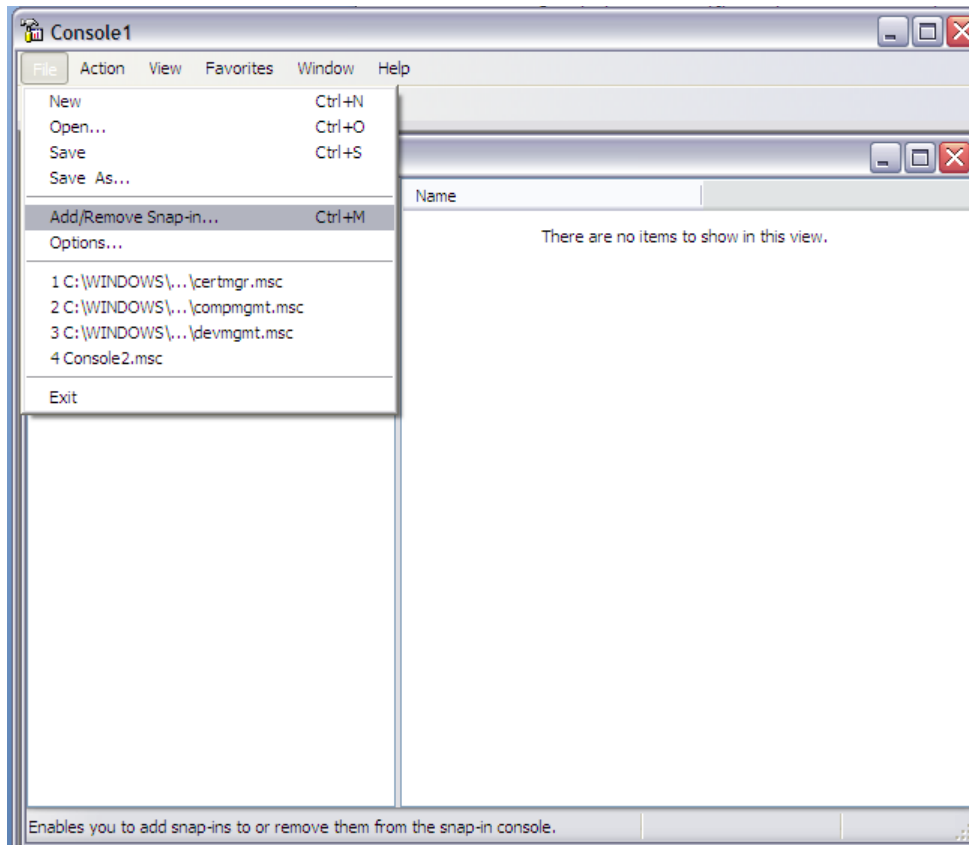 Console1
File Action View Favorites Window Help
New Ctrl+N
Open... Ctrl+O
Save Ctrl+S
Save As...
Name
Add/Remove Snap-in... Ctrl+M
Options...
There are no items to show in this view.
1 C:\WINDOWS\...\certmgr.msc
2 C:\WINDOWS\...\compmgmt.msc
3 C:\WINDOWS\...\devmgmt.msc
4 Console2.msc
Exit
Enables you to add snap-ins to or remove them from the snap-in console.